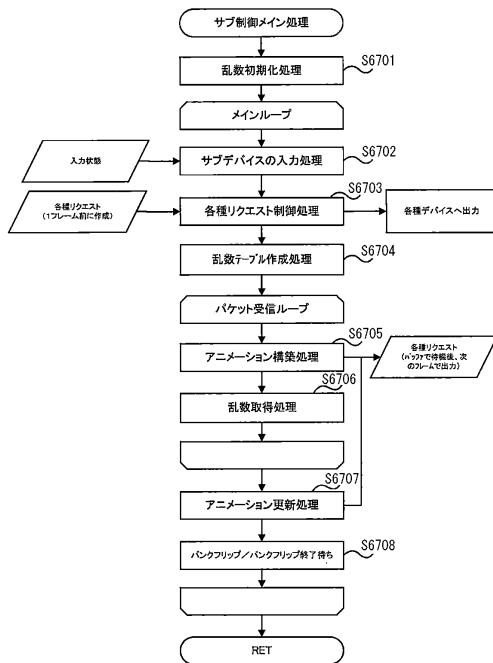 サブ制御メイン処理
乱数初期化処理
S6701
メインループ
入力状態
サブデバイスの入力処理
S6702
各種リクエスト
(1フレーム前に作成)
各種リクエスト制御処理
S6703
各種デバイスへ出力
乱数テーブル作成処理
S6704
パケット受信ループ
アニメーション構築処理
S6705
各種リクエスト
(バッファで待機後、次
のフレームで出力)
乱数取得処理
S6706
アニメーション更新処理
S6707
バンクフリップ/バンクフリップ終了待ち
S6708
RET